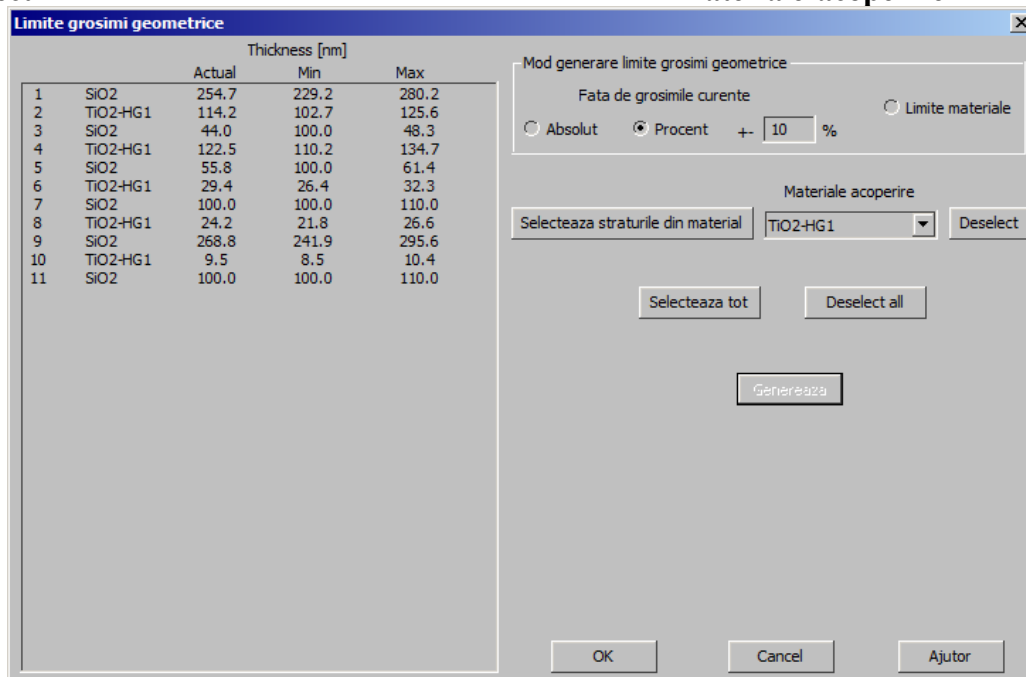 Limite grosimi geometrice
Thickness [nm]
Actual Min Max
1 SiO2 254.7 229.2 280.2
2 TiO2-HG1 114.2 102.7 125.6
3 SiO2 44.0 100.0 48.3
4 TiO2-HG1 122.5 110.2 134.7
5 SiO2 55.8 100.0 61.4
6 TiO2-HG1 29.4 26.4 32.3
7 SiO2 100.0 100.0 110.0
8 TiO2-HG1 24.2 21.8 26.6
9 SiO2 268.8 241.9 295.6
10 TiO2-HG1 9.5 8.5 10.4
11 SiO2 100.0 100.0 110.0
Mod generare limite grosimi geometrice
Fata de grosimile curente
Limite materiale
Absolut Procent +- 10 %
Materiale acoperire
Selecteaza straturile din material TiO2-HG1 Deselect
Selecteaza tot Deselect all
Genereaza
OK Cancel Ajutor